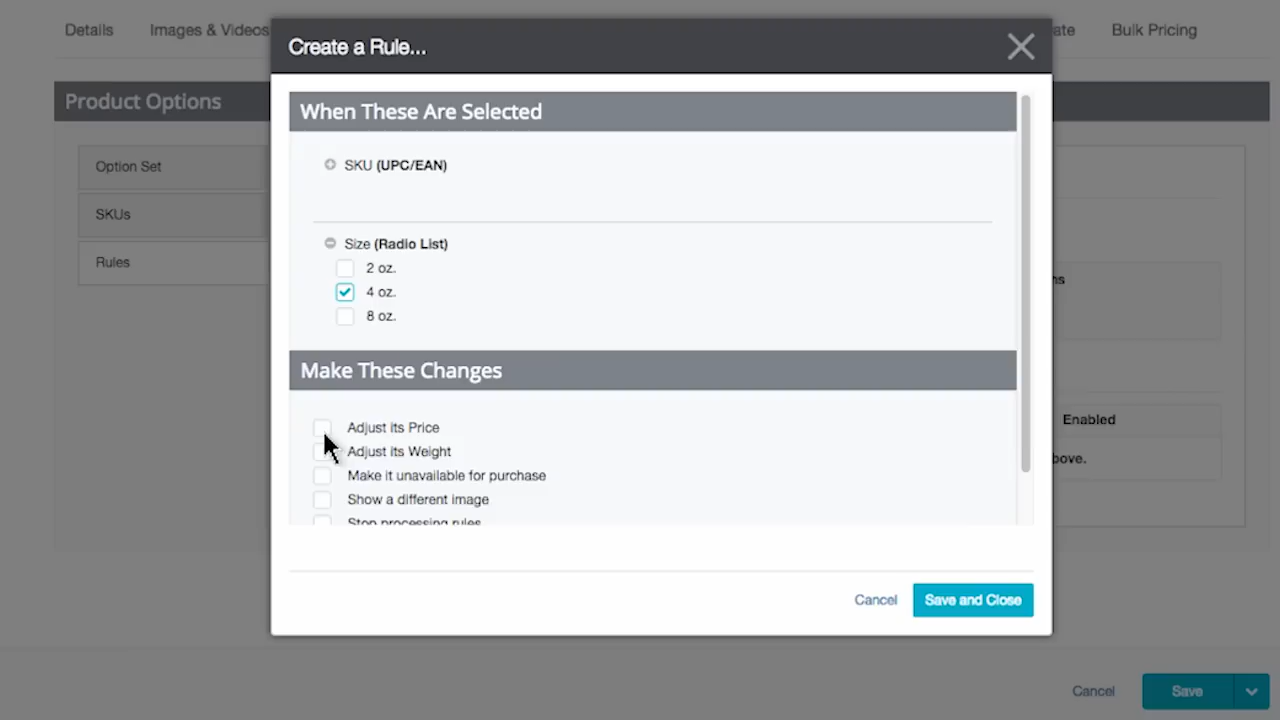 Details Images & Videos ate Bulk Pricing
Create a Rule...
Product Options
When These Are Selected
Option Set
SKU (UPC/EAN)
SKUs
Size (Radio List)
Rules
2 oz.
4 oz.
8 oz.
Make These Changes
Adjust its Price
Enabled
Adjust its Weight
bove.
Make it unavailable for purchase
Show a different image
Stop processing rules
Cancel Save and Close
Cancel Save